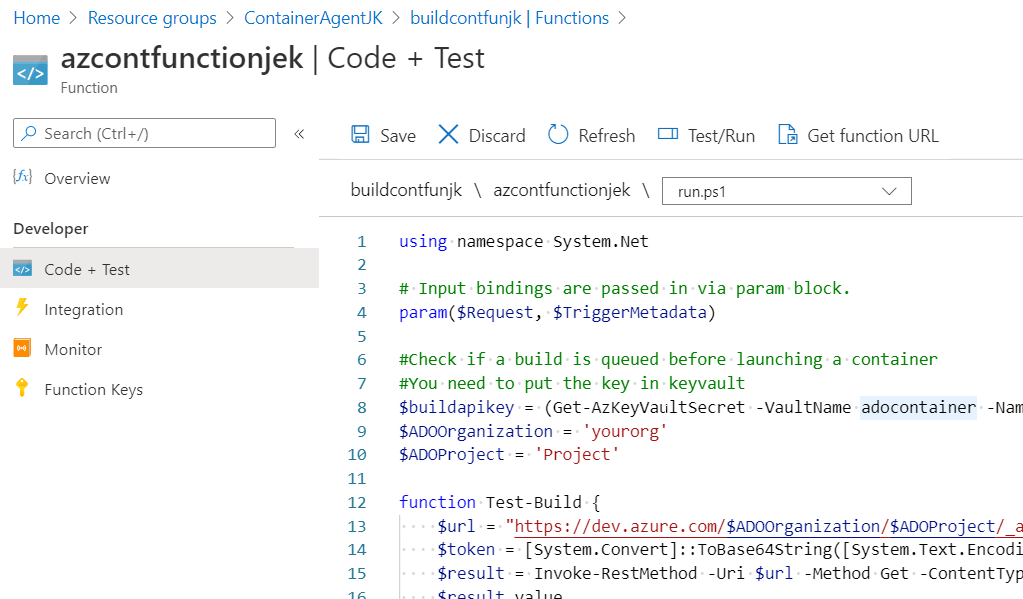 Home > Resource groups > ContainerAgentJK > buildcontfunjk | Functions >
azcontfunctionjek | Code + Test
Function
Search (Ctrl+/)
«
Save
Discard
Refresh
Test/Run
Get function URL
Overview
Developer
Code + Test
Integration
Monitor
Function Keys
buildcontfunjk \ azcontfunctionjek \ run.ps1
1 using namespace System.Net
2
3 # Input bindings are passed in via param block.
4 param($Request, $TriggerMetadata)
5
6 #Check if a build is queued before launching a container
7 #You need to put the key in keyvault
8 $buildapikey = (Get-AzKeyVaultSecret -VaultName adocontainer -Nam
9 $ADOOrganization = 'yourorg'
10 $ADOProject = 'Project'
11
12 function Test-Build {
13 $url = "https://dev.azure.com/$ADOOrganization/$ADOProject/_a
14 $token = [System.Convert]::ToBase64String([System.Text.Encodi
15 $result = Invoke-RestMethod -Uri $url -Method Get -ContentTyp
16 $result.value